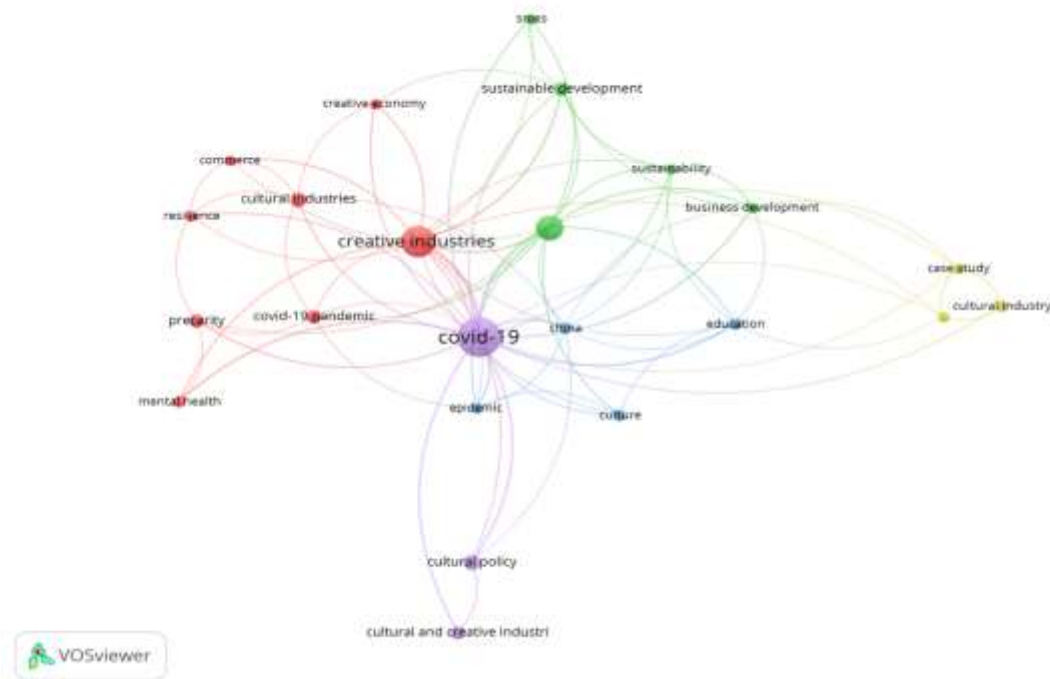 smes
sustainable development
creative economy
commerce
sustainability
cultural industries
business development
resilience
creative industries
case study
cultural industry
precarity
covid-19 pandemic
china
education
covid-19
mental health
epidemic
culture
cultural policy
cultural and creative industri
VOSviewer